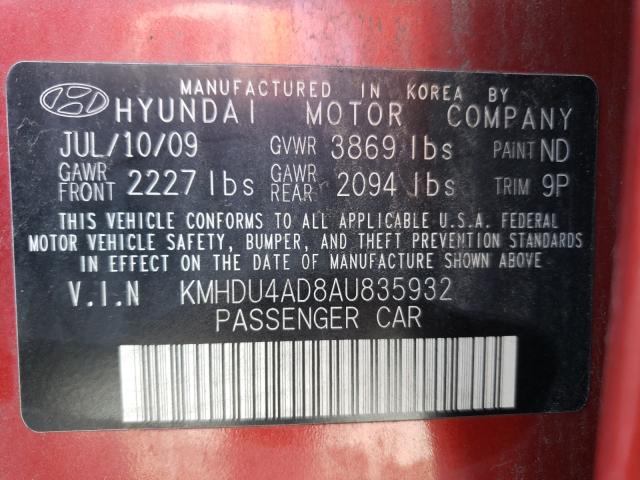 MANUFACTURED IN KOREA BY
HYUNDAI MOTOR COMPANY
JUL/10/09 GVWR 3869 lbs PAINT ND
GAWR FRONT 2227 lbs GAWR REAR 2094 lbs TRIM 9P
THIS VEHICLE CONFORMS TO ALL APPLICABLE U.S.A. FEDERAL
MOTOR VEHICLE SAFETY, BUMPER, AND THEFT PREVENTION STANDARDS
IN EFFECT ON THE DATE OF MANUFACTURE SHOWN ABOVE.
V.I.N KMHDU4AD8AU835932
PASSENGER CAR